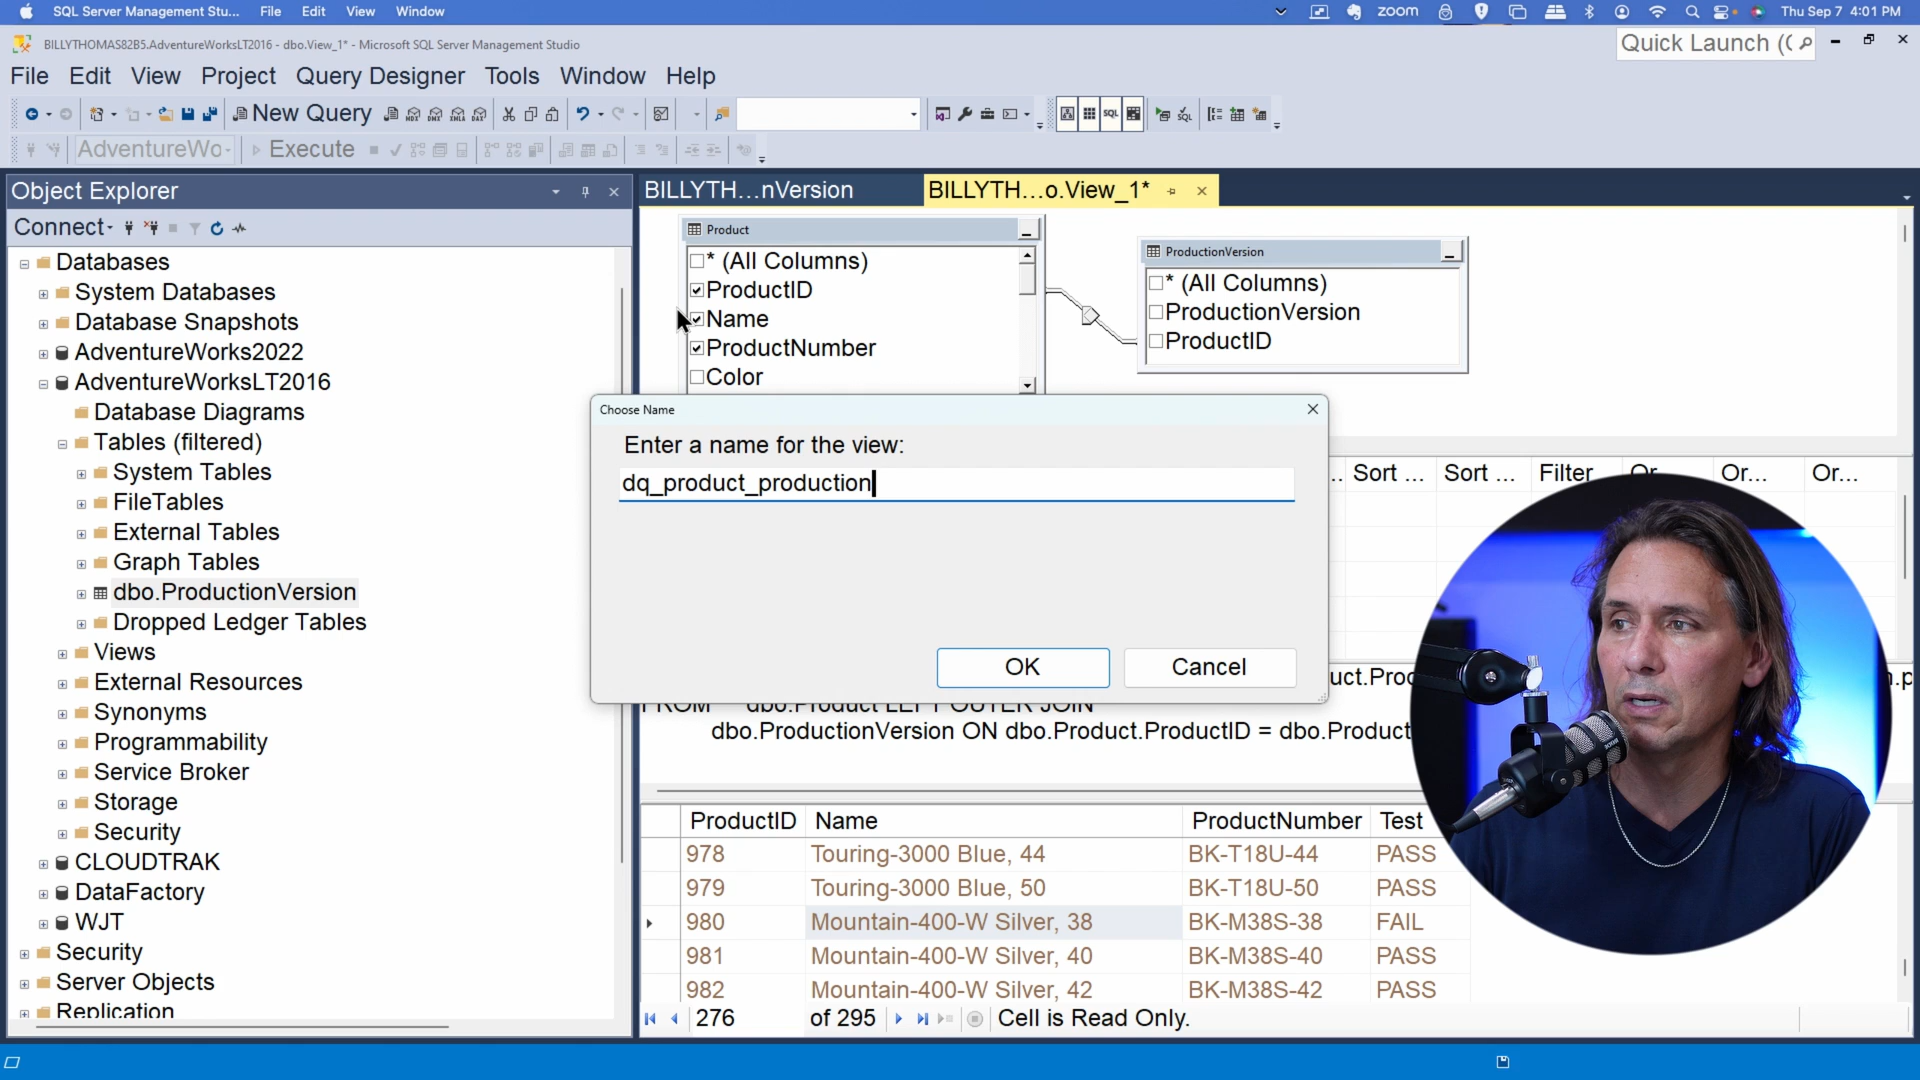 SQL Server Management Stu... File Edit View Window zoom Thu Sep 7 4:01 PM
BILLYTHOMAS82B5.AdventureWorksLT2016 - dbo.View_1* - Microsoft SQL Server Management Studio
Quick Launch (
File Edit View Project Query Designer Tools Window Help
New Query
AdventureWo Execute
Object Explorer
Connect
Databases
System Databases
Database Snapshots
AdventureWorks2022
AdventureWorksLT2016
Database Diagrams
Tables (filtered)
System Tables
FileTables
External Tables
Graph Tables
dbo.ProductionVersion
Dropped Ledger Tables
Views
External Resources
Synonyms
Programmability
Service Broker
Storage
Security
CLOUDTRAK
DataFactory
WJT
Security
Server Objects
Replication
BILLYTH...nVersion BILLYTH...o.View_1*
Product
* (All Columns)
ProductID
Name
ProductNumber
Color
ProductionVersion
* (All Columns)
ProductionVersion
ProductID
Choose Name
Enter a name for the view:
dq_product_production
OK Cancel
Sort ... Sort ... Filter Or... Or... Or...
FROM dbo.Product LEFT OUTER JOIN
dbo.ProductionVersion ON dbo.Product.ProductID = dbo.Product
ProductID Name ProductNumber Test
978 Touring-3000 Blue, 44 BK-T18U-44 PASS
979 Touring-3000 Blue, 50 BK-T18U-50 PASS
980 Mountain-400-W Silver, 38 BK-M38S-38 FAIL
981 Mountain-400-W Silver, 40 BK-M38S-40 PASS
982 Mountain-400-W Silver, 42 BK-M38S-42 PASS
276 of 295 Cell is Read Only.